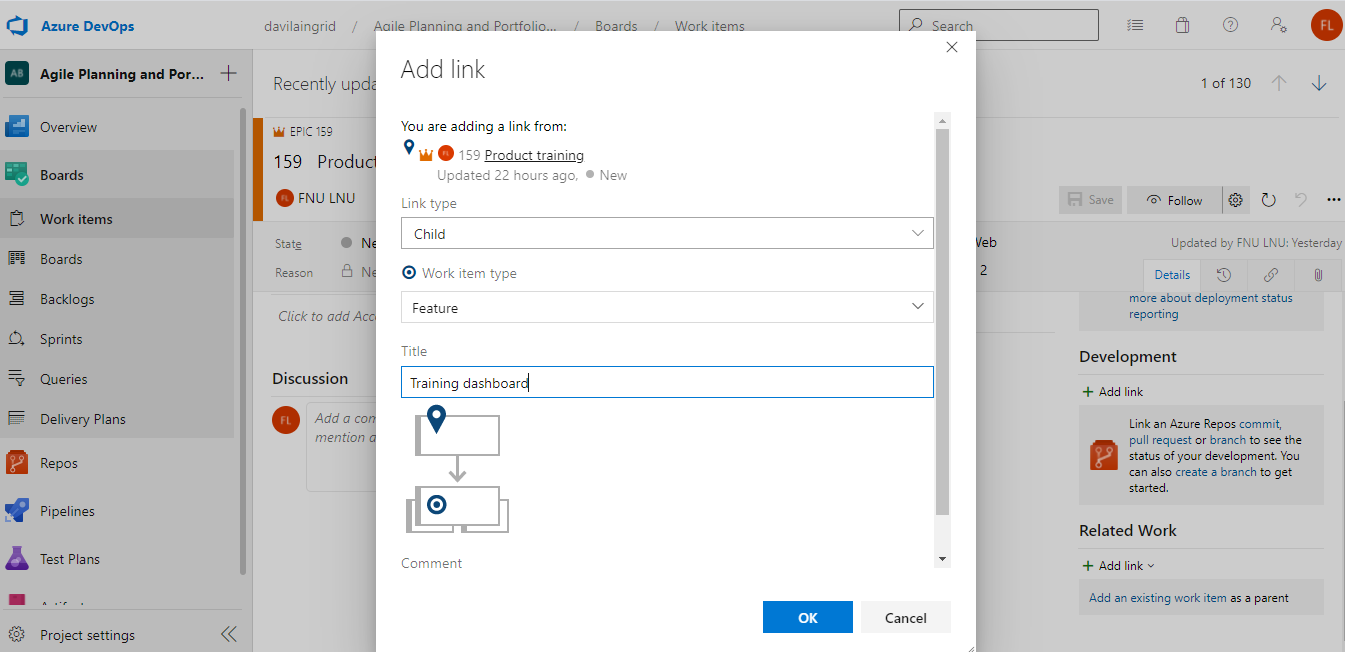 Azure DevOps
davilaingrid / Agile Planning and Portfolio... / Boards / Work items
Search
FL
AB Agile Planning and Por...
Overview
Boards
Work items
Boards
Backlogs
Sprints
Queries
Delivery Plans
Repos
Pipelines
Test Plans
Project settings
Recently upda
1 of 130
EPIC 159
159 Product
FL FNU LNU
Save
Follow
State
Ne
Reason
Ne
Web
2
Updated by FNU LNU: Yesterday
Details
Click to add Acc
Discussion
FL
Add a com
mention a
Add link
You are adding a link from:
FL 159 Product training
Updated 22 hours ago, New
Link type
Child
Work item type
Feature
Title
Training dashboard
Comment
OK Cancel
more about deployment status
reporting
Development
+ Add link
Link an Azure Repos commit,
pull request or branch to see the
status of your development. You
can also create a branch to get
started.
Related Work
+ Add link
Add an existing work item as a parent